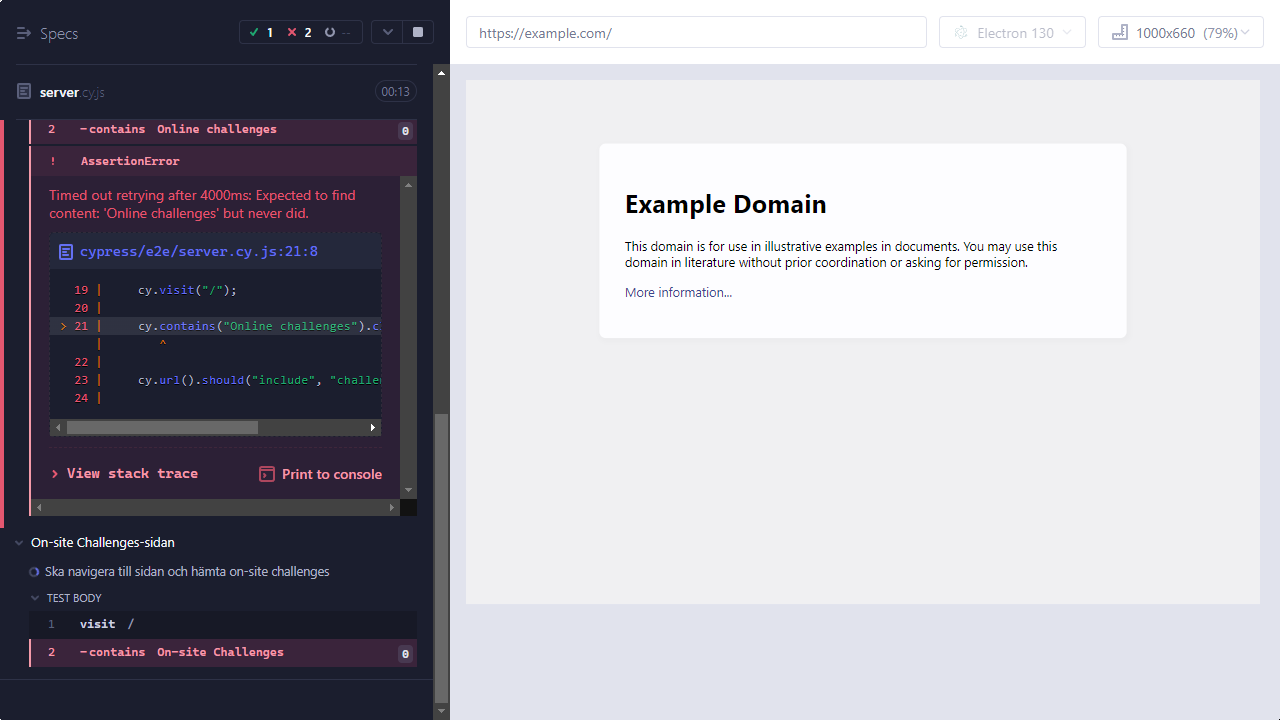 Specs
1 2 --
server.cy.js
00:13
2 -contains Online challenges 0
! AssertionError
Timed out retrying after 4000ms: Expected to find
content: 'Online challenges' but never did.
cypress/e2e/server.cy.js:21:8
19 | cy.visit("/");
20 |
> 21 | cy.contains("Online challenges").c
| ^
22 |
23 | cy.url().should("include", "challe
24 |
> View stack trace
Print to console
On-site Challenges-sidan
Ska navigera till sidan och hämta on-site challenges
TEST BODY
1 visit /
2 -contains On-site Challenges 0
https://example.com/
Electron 130
1000x660 (79%)
Example Domain
This domain is for use in illustrative examples in documents. You may use this
domain in literature without prior coordination or asking for permission.
More information...